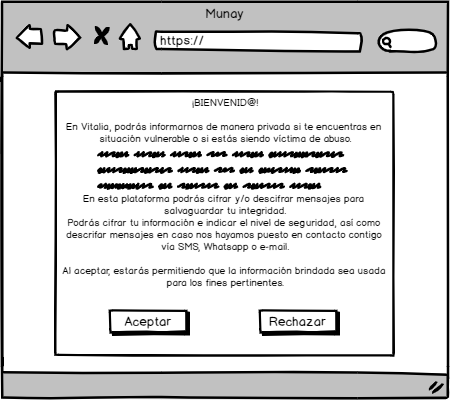 Munay
https://
¡BIENVENID@!
En Vitalia, podrás informarnos de manera privada si te encuentras en
situación vulnerable o si estás siendo víctima de abuso.
En esta plataforma podrás cifrar y/o descifrar mensajes para
salvaguardar tu integridad.
Podrás cifrar tu información e indicar el nivel de seguridad, así como
descrifar mensajes en caso nos hayamos puesto en contacto contigo
vía SMS, Whatsapp o e-mail.
Al aceptar, estarás permitiendo que la información brindada sea usada
para los fines pertinentes.
Aceptar
Rechazar